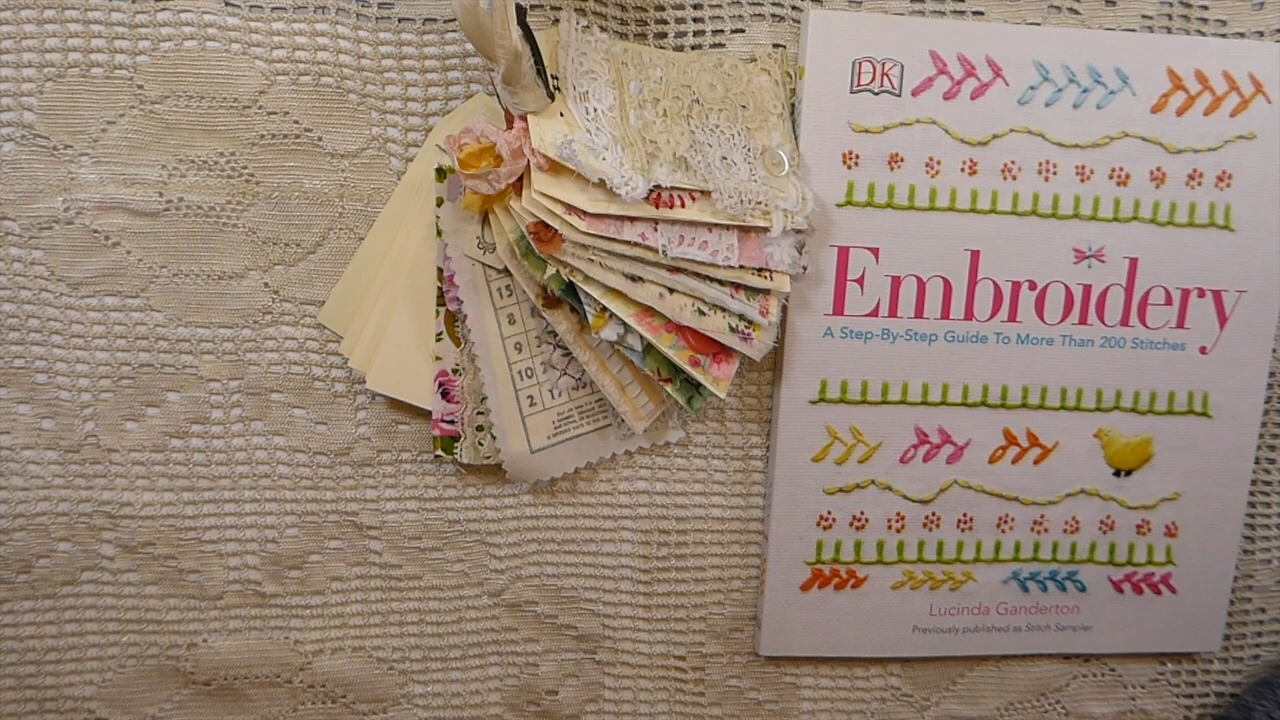 DK
Embroidery
A Step-By-Step Guide To More Than 200 Stitches
Lucinda Ganderton
Previously published as Stitch Sampler
15
8
9
10
2